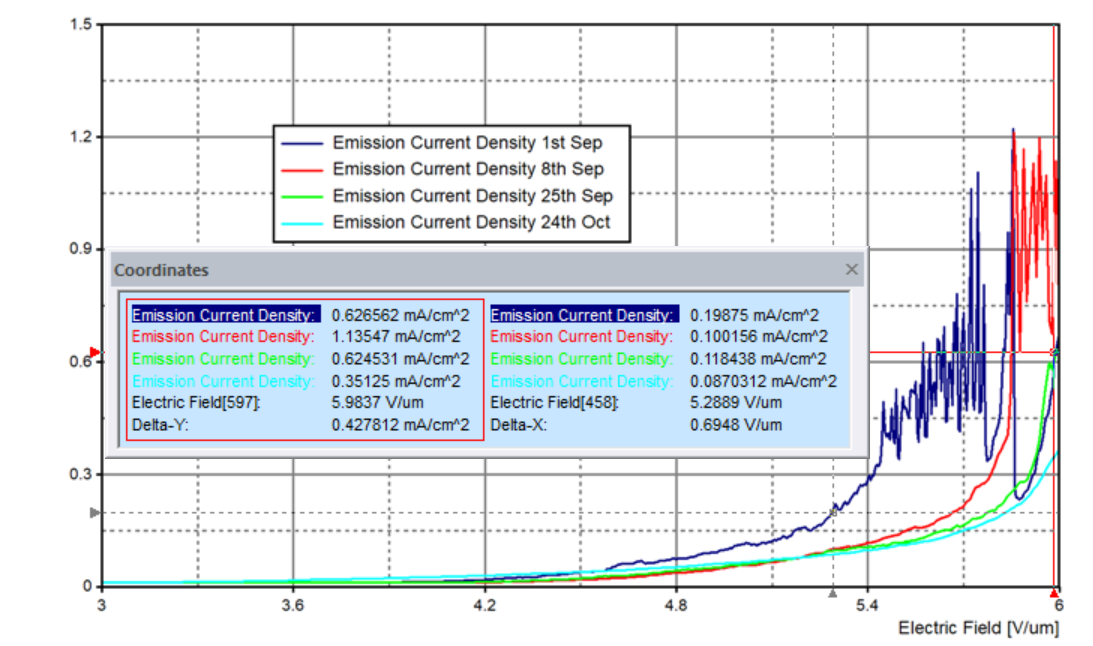 1.5
1.2
Emission Current Density 1st Sep
Emission Current Density 8th Sep
Emission Current Density 25th Sep
Emission Current Density 24th Oct
0.9
Coordinates
Emission Current Density: 0.626562 mA/cm^2 Emission Current Density: 0.19875 mA/cm^2
Emission Current Density: 1.13547 mA/cm^2 Emission Current Density: 0.100156 mA/cm^2
Emission Current Density: 0.624531 mA/cm^2 Emission Current Density: 0.118438 mA/cm^2
Emission Current Density: 0.35125 mA/cm^2 Emission Current Density: 0.0870312 mA/cm^2
Electric Field[597]: 5.9837 V/um Electric Field[458]: 5.2889 V/um
Delta-Y: 0.427812 mA/cm^2 Delta-X: 0.6948 V/um
0.6
0.3
0
3 3.6 4.2 4.8 5.4 6
Electric Field [V/um]